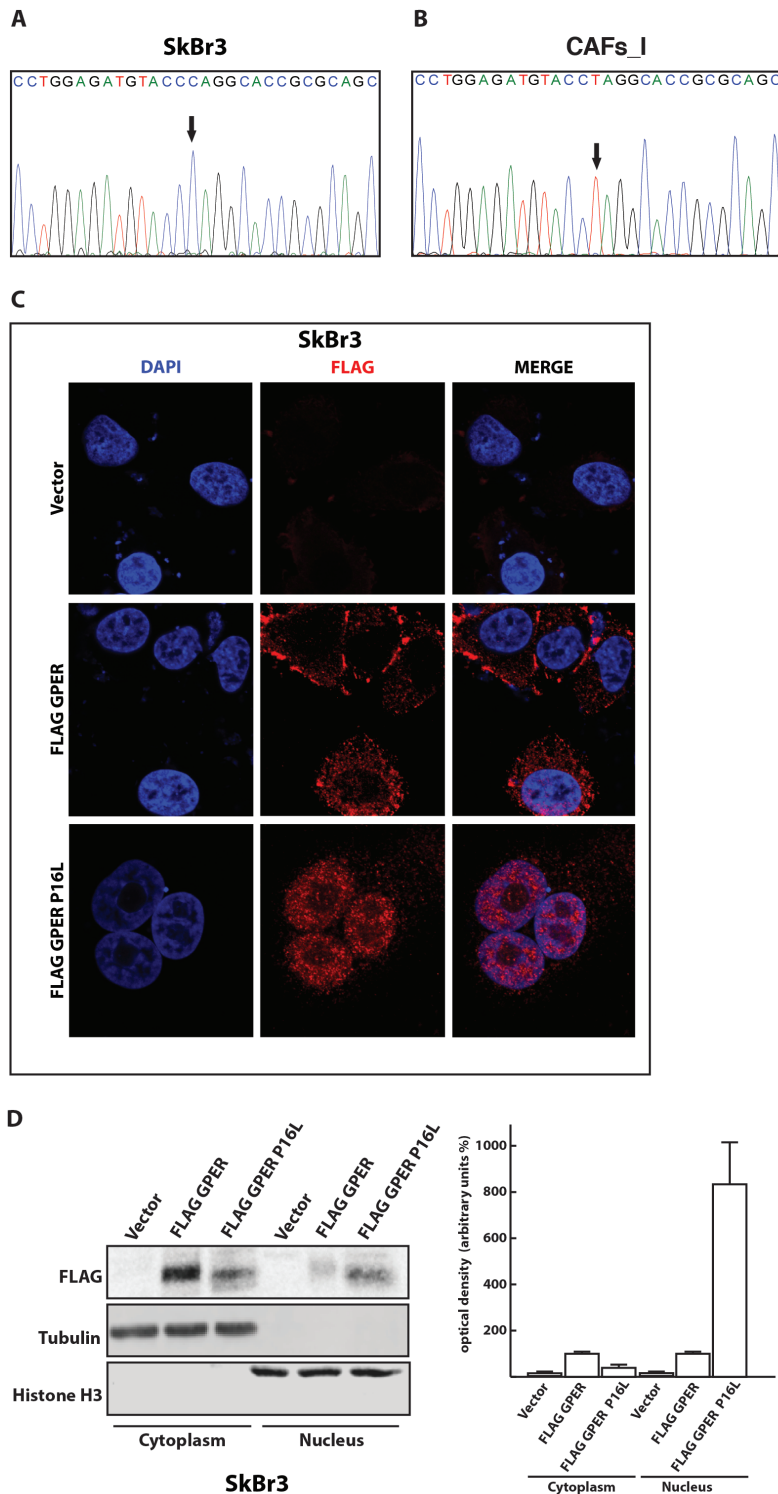 A
SkBr3
CCTGGAGATGTACCCAGGCACCGCGCAGC
B
CAFs_I
CCTGGAGATGTACCTAGGCACCGCGCAGC
C
SkBr3
DAPI
FLAG
MERGE
Vector
FLAG GPER
FLAG GPER P16L
D
Vector
FLAG GPER
FLAG GPER P16L
Vector
FLAG GPER
FLAG GPER P16L
FLAG
Tubulin
Histone H3
Cytoplasm
Nucleus
SkBr3
optical density (arbitrary units %)
1000
800
600
400
200
100
Vector
FLAG GPER
FLAG GPER P16L
Vector
FLAG GPER
FLAG GPER P16L
Cytoplasm
Nucleus